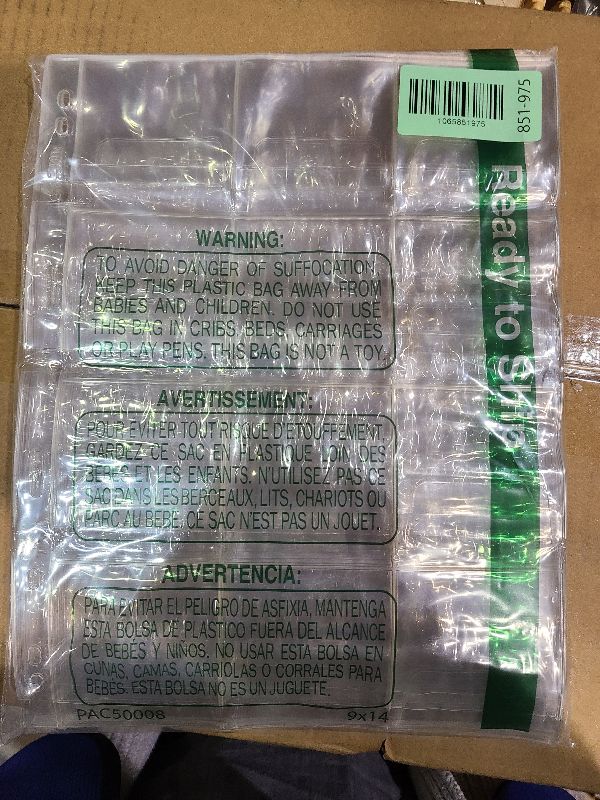 1065851975
851-975
Ready to Ship
WARNING:
TO AVOID DANGER OF SUFFOCATION,
KEEP THIS PLASTIC BAG AWAY FROM
BABIES AND CHILDREN. DO NOT USE
THIS BAG IN CRIBS, BEDS, CARRIAGES
OR PLAY PENS. THIS BAG IS NOT A TOY.
AVERTISSEMENT:
POUR EVITER TOUT RISQUE D'ETOUFFEMENT,
GARDEZ CE SAC EN PLASTIQUE LOIN DES
BEBES ET LES ENFANTS. N'UTILISEZ PAS CE
SAC DANS LES BERCEAUX, LITS, CHARIOTS OU
PARC AU BEBE. CE SAC N'EST PAS UN JOUET.
ADVERTENCIA:
PARA EVITAR EL PELIGRO DE ASFIXIA, MANTENGA
ESTA BOLSA DE PLASTICO FUERA DEL ALCANCE
DE BEBES Y NIÑOS. NO USAR ESTA BOLSA EN
CUNAS, CAMAS, CARRIOLAS O CORRALES PARA
BEBES. ESTA BOLSA NO ES UN JUGUETE.
PAC50008
9x14